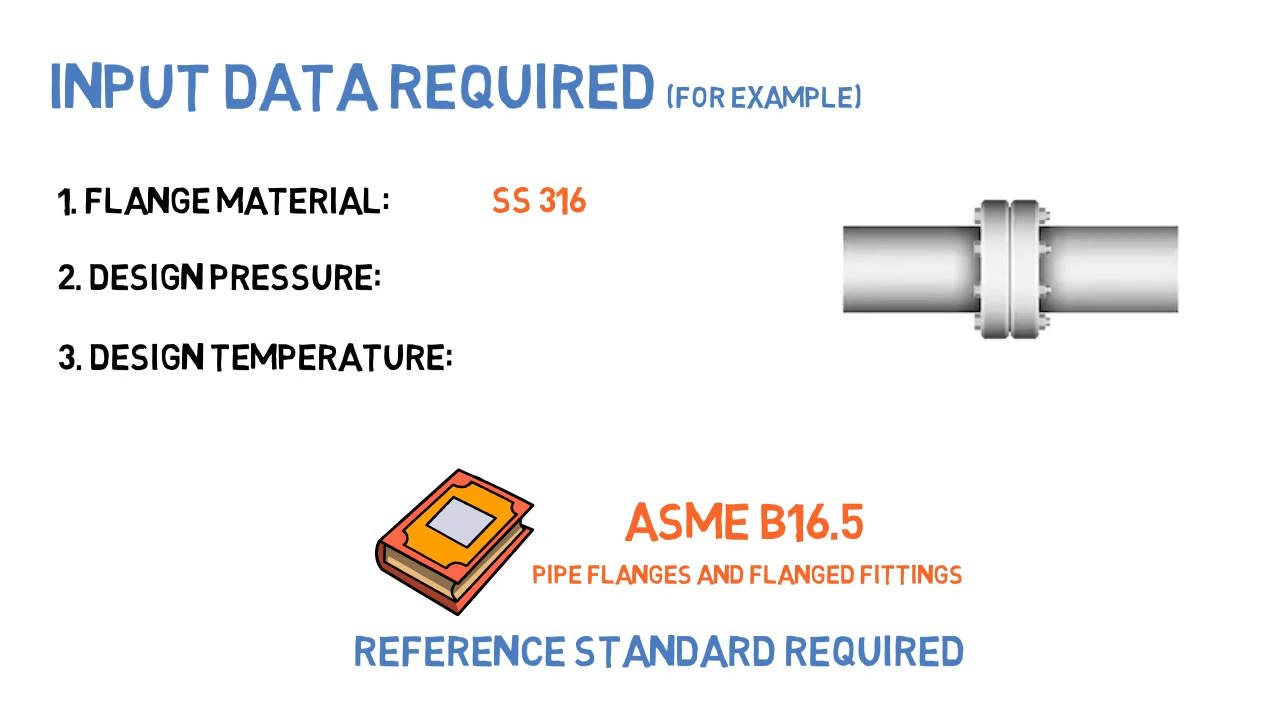 INPUT DATA REQUIRED (FOR EXAMPLE)
1. FLANGE MATERIAL: SS 316
2. DESIGN PRESSURE:
3. DESIGN TEMPERATURE:
ASME B16.5
PIPE FLANGES AND FLANGED FITTINGS
REFERENCE STANDARD REQUIRED